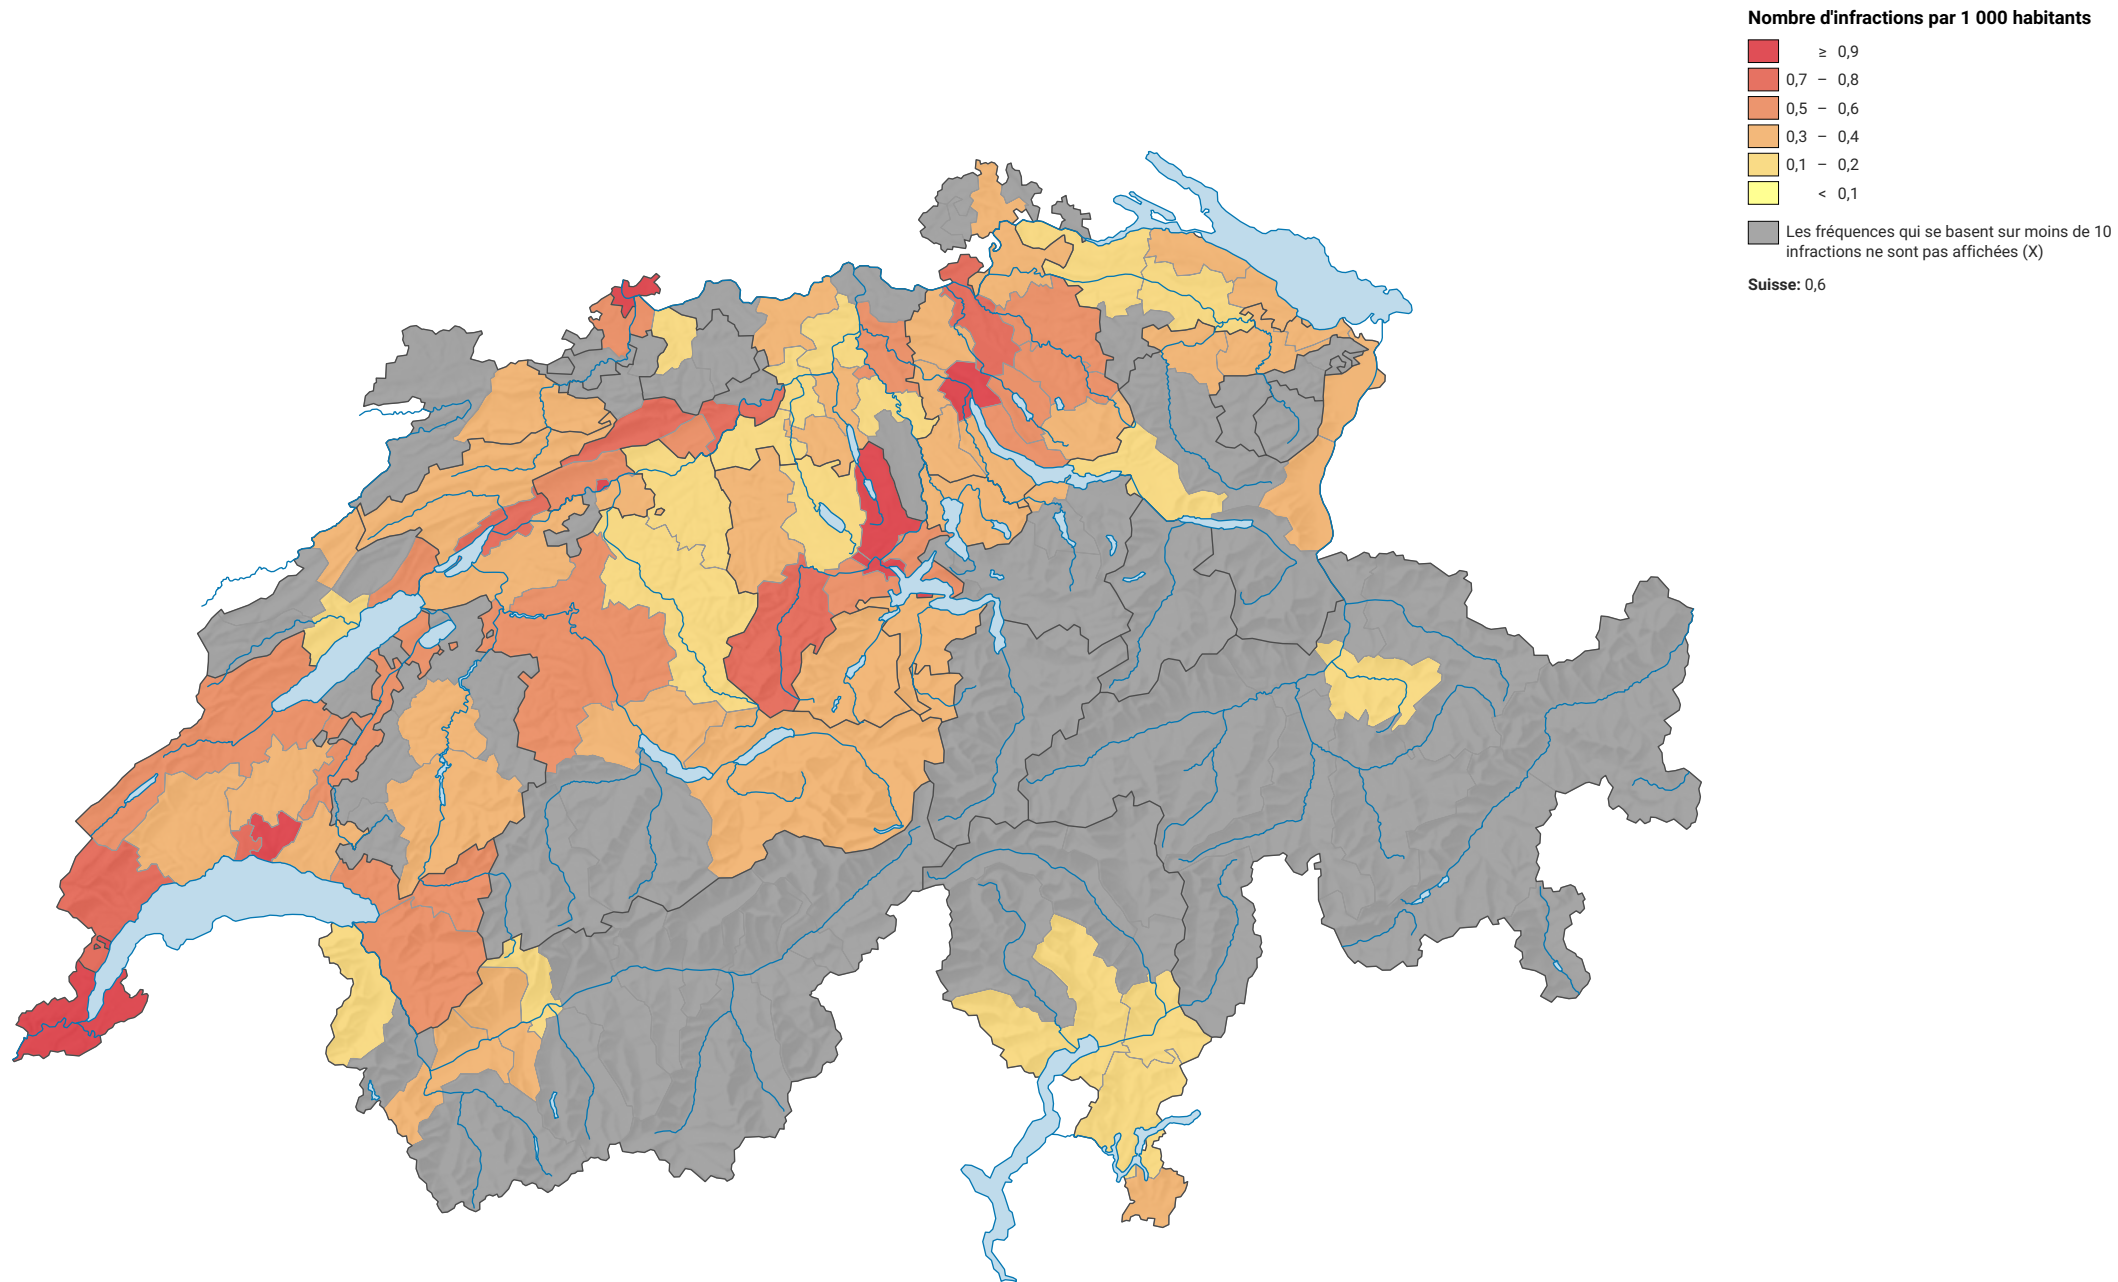 Nombre d'infractions par 1 000 habitants
≥ 0,9
0,7 – 0,8
0,5 – 0,6
0,3 – 0,4
0,1 – 0,2
< 0,1
Les fréquences qui se basent sur moins de 10
infractions ne sont pas affichées (X)
Suisse: 0,6